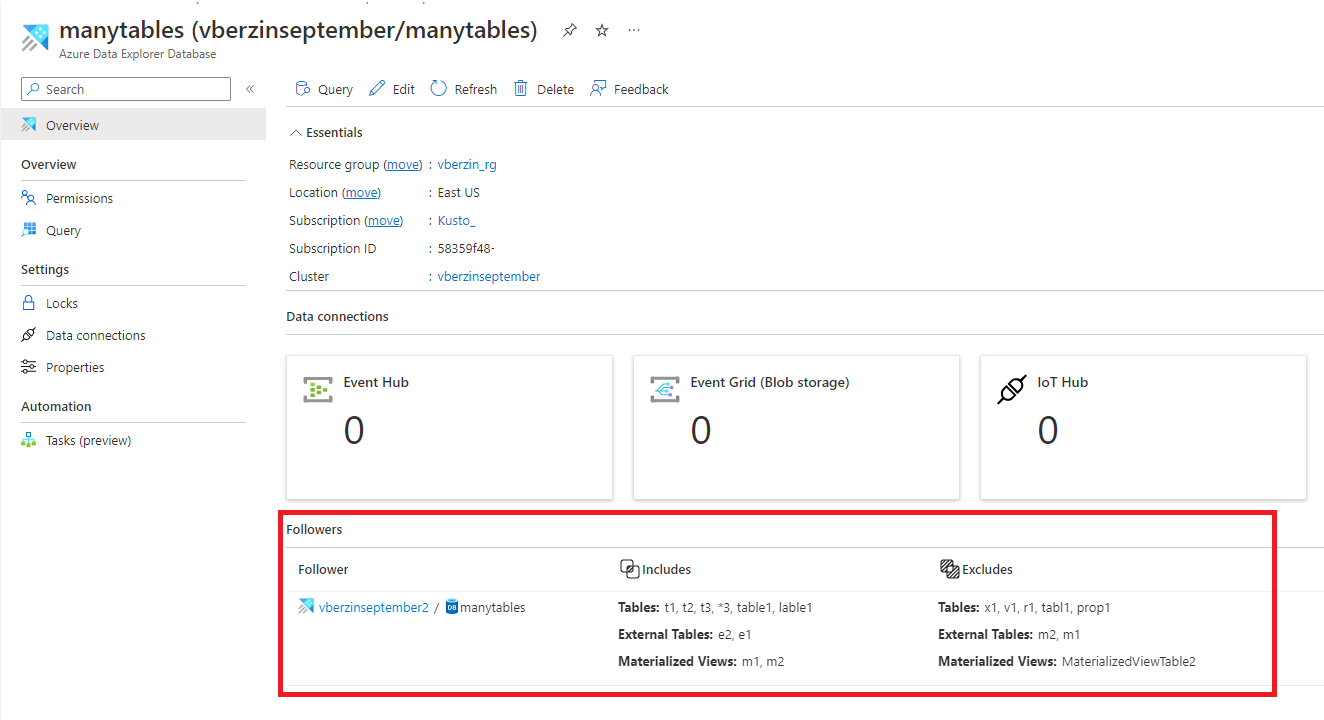 manytables (vberzinseptember/manytables)
Azure Data Explorer Database
Search
«
Query Edit Refresh Delete Feedback
Overview
Overview
Permissions
Query
Settings
Locks
Data connections
Properties
Automation
Tasks (preview)
Essentials
Resource group (move) : vberzin_rg
Location (move) : East US
Subscription (move) : Kusto_
Subscription ID : 58359f48-
Cluster : vberzinseptember
Data connections
Event Hub
0
Event Grid (Blob storage)
0
IoT Hub
0
Followers
Follower Includes Excludes
vberzinseptember2 / DB manytables
Tables: t1, t2, t3, *3, table1, lable1
External Tables: e2, e1
Materialized Views: m1, m2
Tables: x1, v1, r1, tabl1, prop1
External Tables: m2, m1
Materialized Views: MaterializedViewTable2